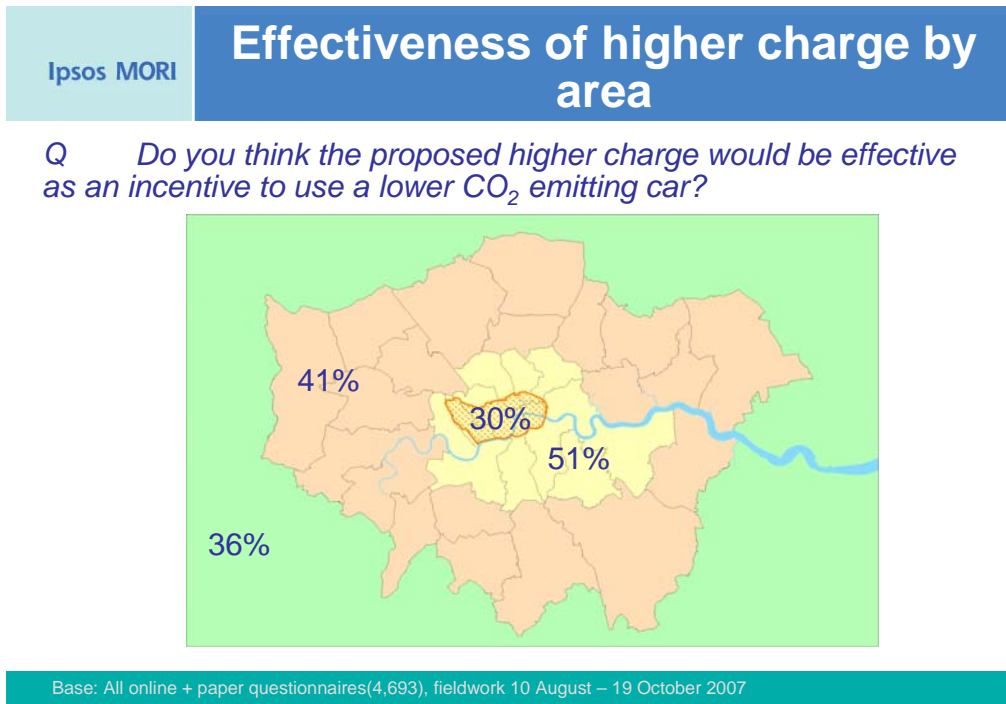 Ipsos MORI
Effectiveness of higher charge by
area
Q Do you think the proposed higher charge would be effective
as an incentive to use a lower CO₂ emitting car?
41%
30%
51%
36%
Base: All online + paper questionnaires(4,693), fieldwork 10 August – 19 October 2007